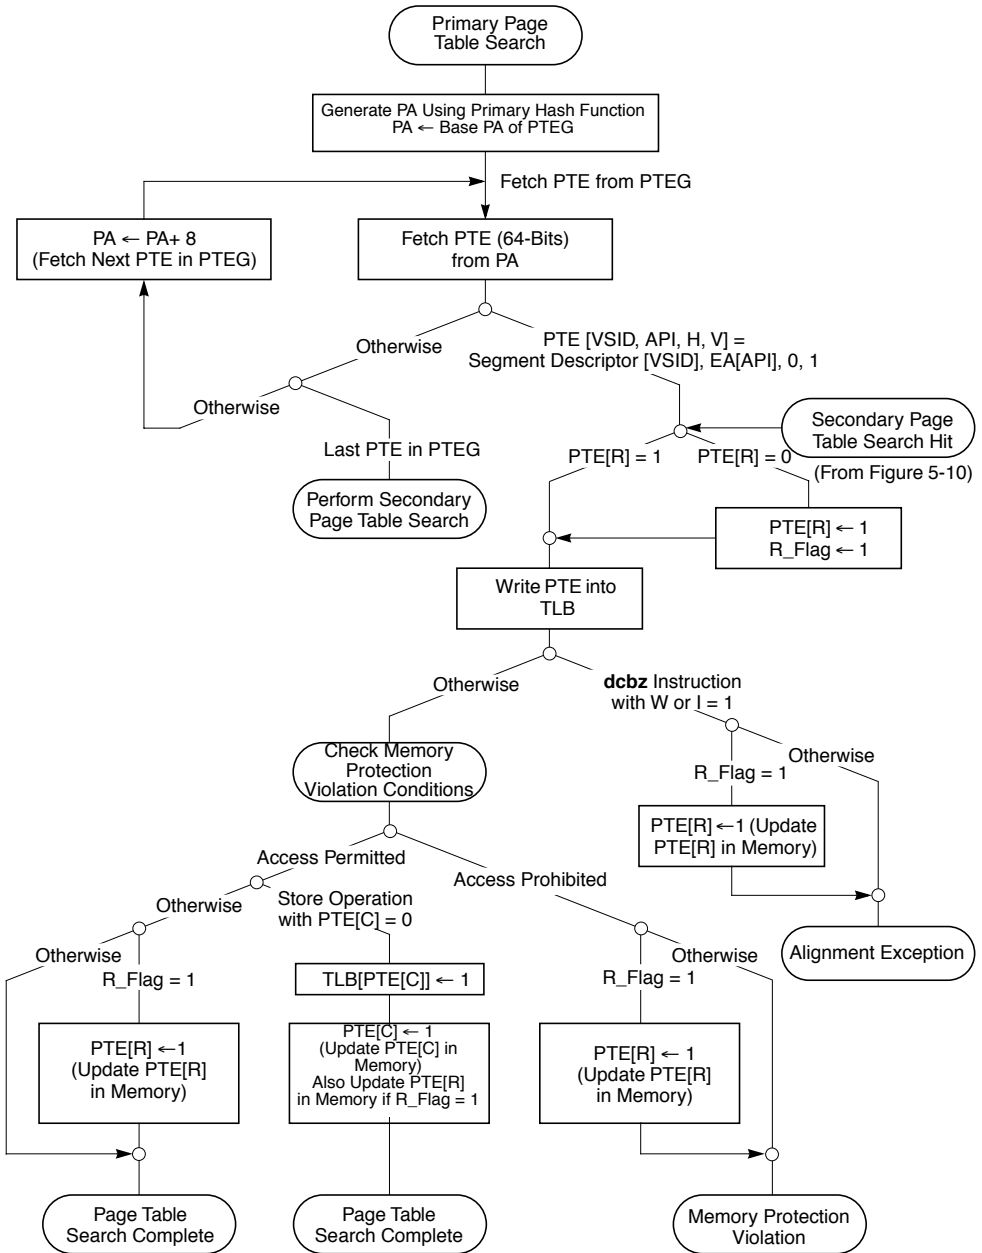 Primary Page
Table Search
Generate PA Using Primary Hash Function
PA ← Base PA of PTEG
Fetch PTE from PTEG
PA ← PA+ 8
(Fetch Next PTE in PTEG)
Fetch PTE (64-Bits)
from PA
Otherwise
PTE [VSID, API, H, V] =
Segment Descriptor [VSID], EA[API], 0, 1
Otherwise
Last PTE in PTEG
Perform Secondary
Page Table Search
Secondary Page
Table Search Hit
(From Figure 5-10)
PTE[R] = 1
PTE[R] = 0
PTE[R] ← 1
R_Flag ← 1
Write PTE into
TLB
Otherwise
dcbz Instruction
with W or I = 1
Check Memory
Protection
Violation Conditions
R_Flag = 1
Otherwise
PTE[R] ←1 (Update
PTE[R] in Memory)
Alignment Exception
Access Permitted
Access Prohibited
Otherwise
Store Operation
with PTE[C] = 0
Otherwise
R_Flag = 1
TLB[PTE[C]] ← 1
R_Flag = 1
Otherwise
PTE[R] ←1
(Update PTE[R]
in Memory)
PTE[C] ← 1
(Update PTE[C] in
Memory)
Also Update PTE[R]
in Memory if R_Flag = 1
PTE[R] ← 1
(Update PTE[R]
in Memory)
Page Table
Search Complete
Page Table
Search Complete
Memory Protection
Violation